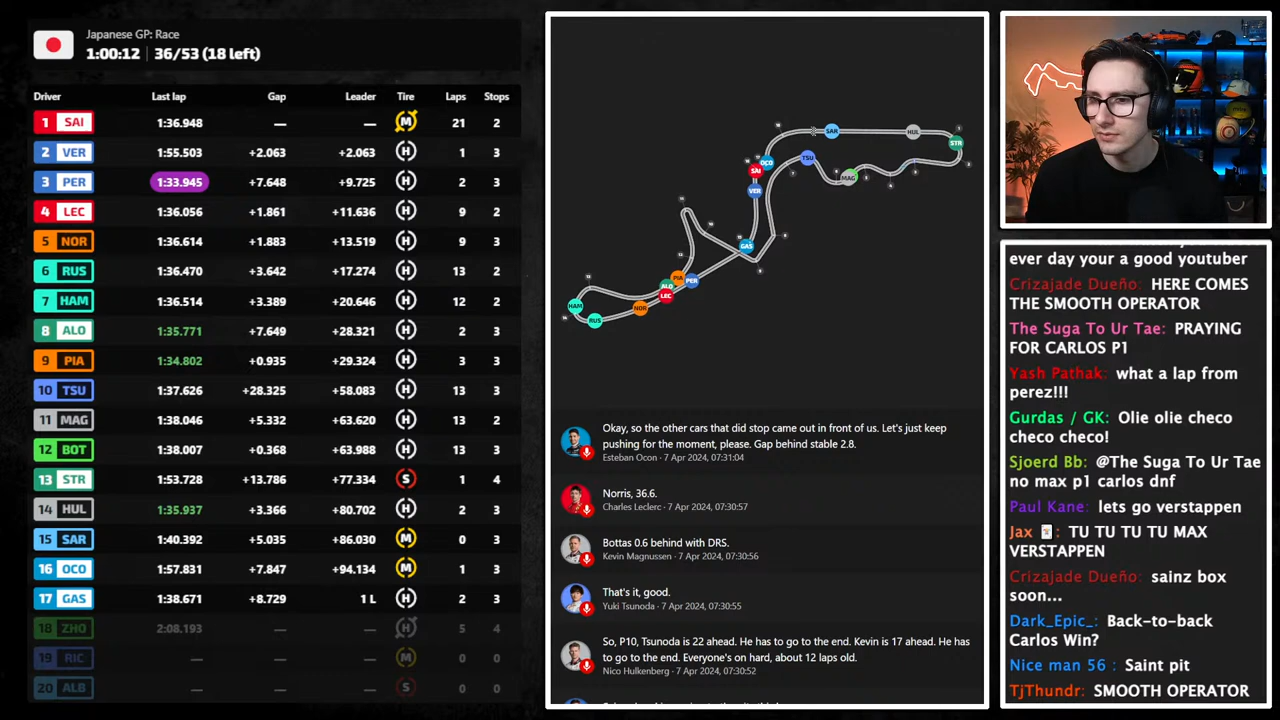 Japanese GP: Race
1:00:12 | 36/53 (18 left)
Driver Last lap Gap Leader Tire Laps Stops
1 SAI 1:36.948 — — M 21 2
2 VER 1:55.503 +2.063 +2.063 H 1 3
3 PER 1:33.945 +7.648 +9.725 H 2 3
4 LEC 1:36.056 +1.861 +11.636 H 9 2
5 NOR 1:36.614 +1.883 +13.519 H 9 3
6 RUS 1:36.470 +3.642 +17.274 H 13 2
7 HAM 1:36.514 +3.389 +20.646 H 12 2
8 ALO 1:35.771 +7.649 +28.321 H 2 3
9 PIA 1:34.802 +0.935 +29.324 H 3 3
10 TSU 1:37.626 +28.325 +58.083 H 13 3
11 MAG 1:38.046 +5.332 +63.620 H 13 2
12 BOT 1:38.007 +0.368 +63.988 H 13 3
13 STR 1:53.728 +13.786 +77.334 S 1 4
14 HUL 1:35.937 +3.366 +80.702 H 2 3
15 SAR 1:40.392 +5.035 +86.030 M 0 3
16 OCO 1:57.831 +7.847 +94.134 M 1 3
17 GAS 1:38.671 +8.729 1 L H 2 3
18 ZHO 2:08.193 — — H 5 4
19 RIC — — — M 0 0
20 ALB — — — S 0 0
SAR
HUL
STR
TSU
OCO
SAI
MAG
VER
GAS
PIA
PER
ALO
LEC
HAM
NOR
RUS
Okay, so the other cars that did stop came out in front of us. Let's just keep
pushing for the moment, please. Gap behind stable 2.8.
Esteban Ocon · 7 Apr 2024, 07:31:04
Norris, 36.6.
Charles Leclerc · 7 Apr 2024, 07:30:57
Bottas 0.6 behind with DRS.
Kevin Magnussen · 7 Apr 2024, 07:30:56
That's it, good.
Yuki Tsunoda · 7 Apr 2024, 07:30:55
So, P10, Tsunoda is 22 ahead. He has to go to the end. Kevin is 17 ahead. He has
to go to the end. Everyone's on hard, about 12 laps old.
Nico Hulkenberg · 7 Apr 2024, 07:30:52
ever day your a good youtuber
Crizajade Dueño: HERE COMES
THE SMOOTH OPERATOR
The Suga To Ur Tae: PRAYING
FOR CARLOS P1
Yash Pathak: what a lap from
perez!!!
Gurdas / GK: Olie olie checo
checo checo!
Sjoerd Bb: @The Suga To Ur Tae
no max p1 carlos dnf
Paul Kane: lets go verstappen
Jax 🃏: TU TU TU TU MAX
VERSTAPPEN
Crizajade Dueño: sainz box
soon...
Dark_Epic_: Back-to-back
Carlos Win?
Nice man 56 : Saint pit
TjThundr: SMOOTH OPERATOR